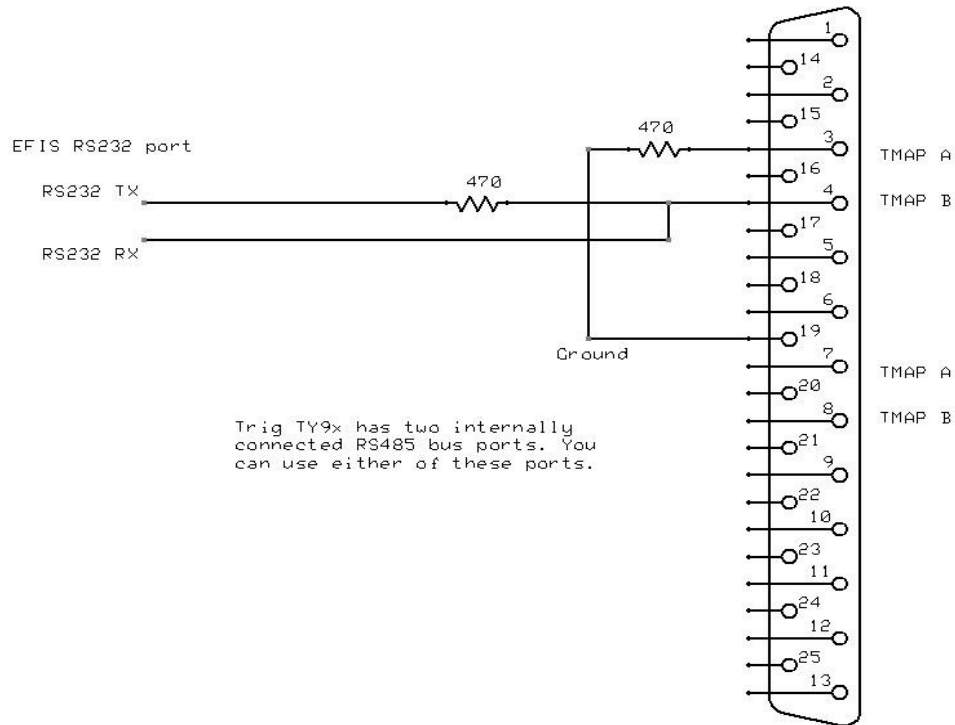 1
14
2
15
470
3
TMAP A
EFIS RS232 port
16
470
RS232 TX
4
TMAP B
17
RS232 RX
5
18
6
19
Ground
7
TMAP A
20
8
TMAP B
Trig TY9x has two internally
connected RS485 bus ports. You
can use either of these ports.
21
9
22
10
23
11
24
12
25
13